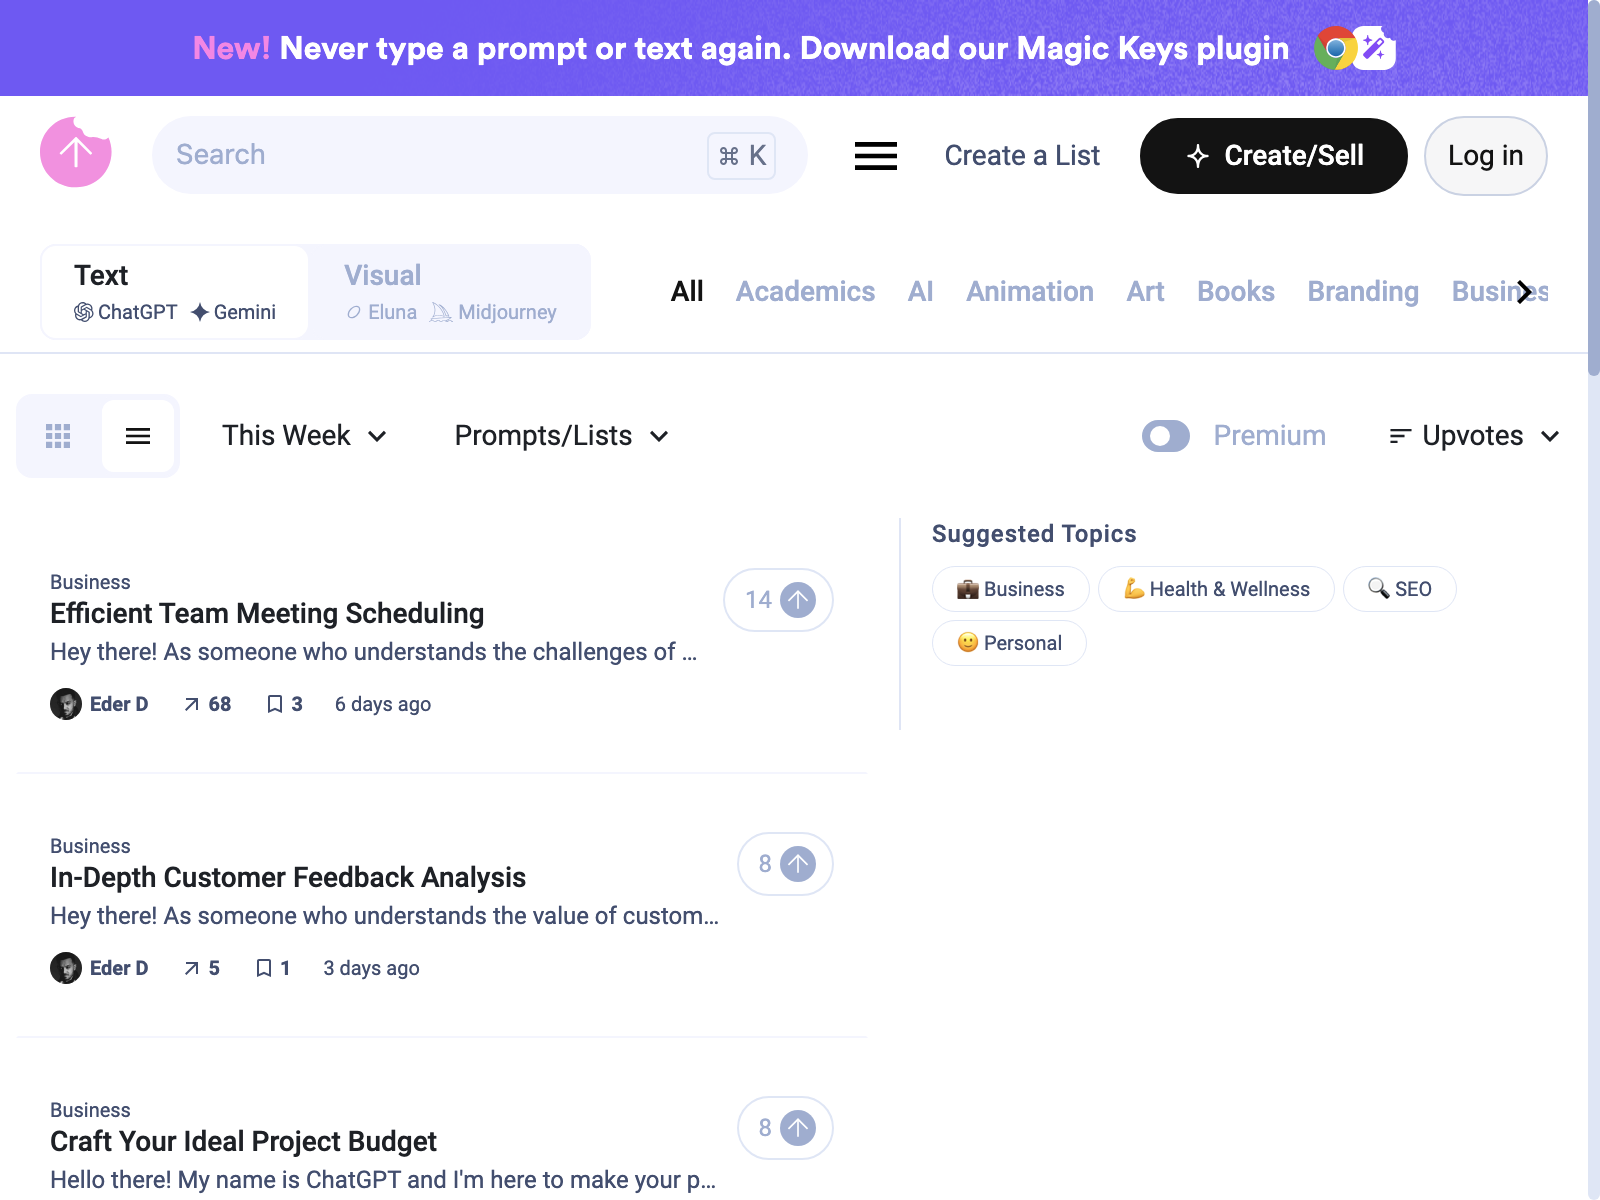 New! Never type a prompt or text again. Download our Magic Keys plugin
Search
⌘ K
Create a List
Create/Sell
Log in
Text
ChatGPT Gemini
Visual
Eluna Midjourney
All Academics AI Animation Art Books Branding Busines
This Week
Prompts/Lists
Premium
Upvotes
Business
Efficient Team Meeting Scheduling
Hey there! As someone who understands the challenges of ...
Eder D 68 3 6 days ago
14
Suggested Topics
Business
Health & Wellness
SEO
Personal
Business
In-Depth Customer Feedback Analysis
Hey there! As someone who understands the value of custom...
Eder D 5 1 3 days ago
8
Business
Craft Your Ideal Project Budget
Hello there! My name is ChatGPT and I'm here to make your p...
8